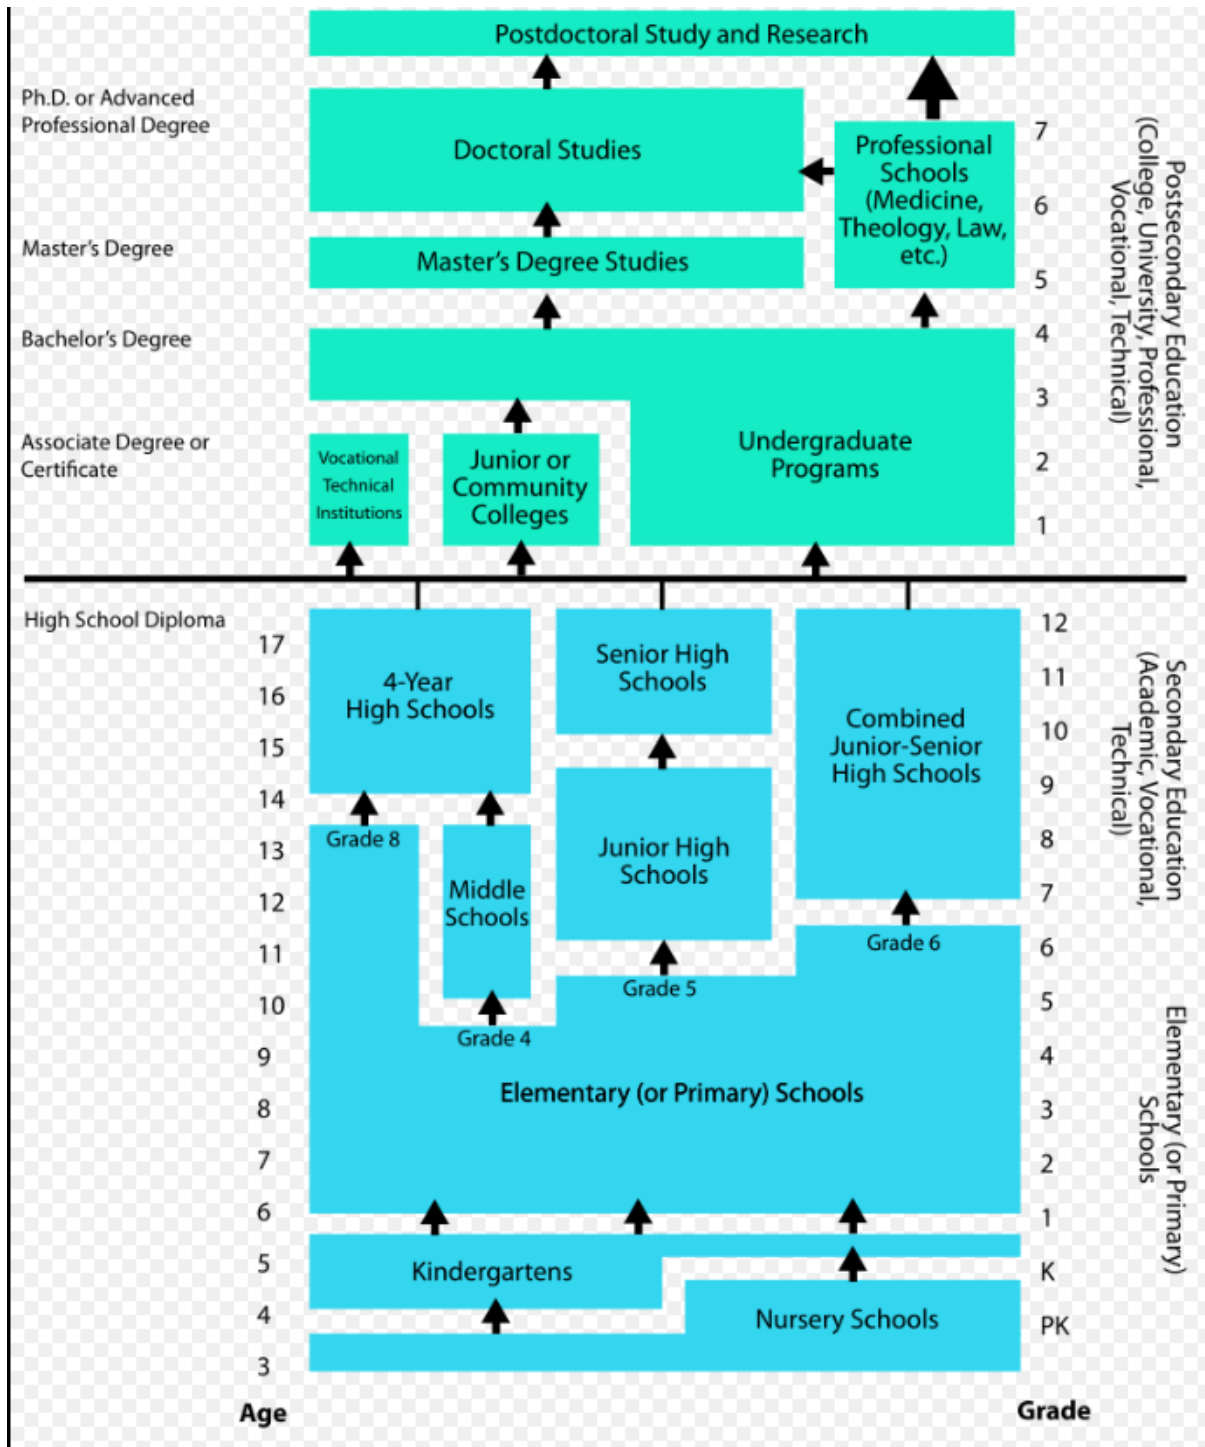 Postdoctoral Study and Research
Ph.D. or Advanced
Professional Degree
Doctoral Studies
Professional
Schools
(Medicine,
Theology, Law,
etc.)
7
6
5
Master's Degree
Master's Degree Studies
Bachelor's Degree
4
3
2
1
Associate Degree or
Certificate
Vocational
Technical
Institutions
Junior or
Community
Colleges
Undergraduate
Programs
Postsecondary Education
(College, University, Professional,
Vocational, Technical)
High School Diploma
17
16
15
14
13
12
11
10
9
8
7
6
5
4
3
Age
4-Year
High Schools
Senior High
Schools
Combined
Junior-Senior
High Schools
Grade 8
Middle
Schools
Junior High
Schools
Grade 4
Grade 5
Grade 6
Elementary (or Primary) Schools
Kindergartens
Nursery Schools
12
11
10
9
8
7
6
5
4
3
2
1
K
PK
Grade
Secondary Education
(Academic, Vocational,
Technical)
Elementary (or Primary)
Schools